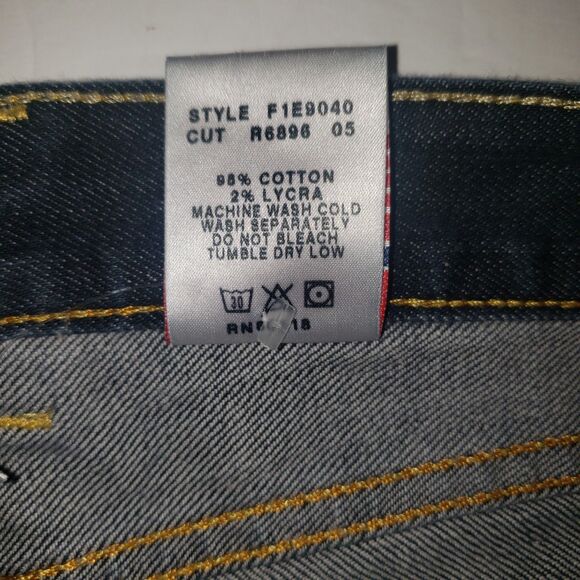 STYLE F1E9040
CUT R6896 05
98% COTTON
2% LYCRA
MACHINE WASH COLD
WASH SEPARATELY
DO NOT BLEACH
TUMBLE DRY LOW
30